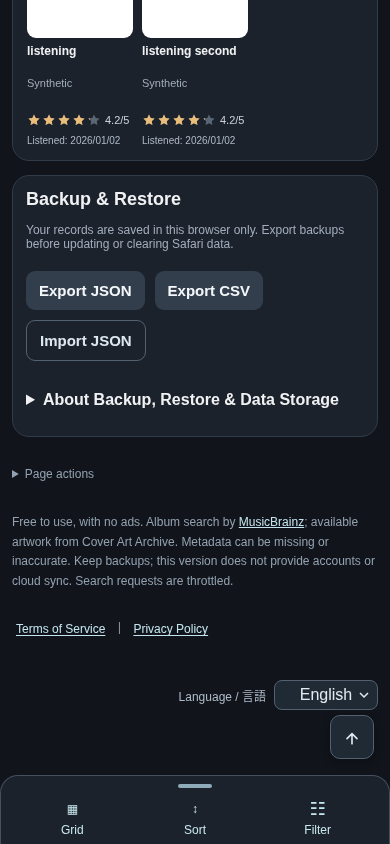 listening
listening second
Synthetic
Synthetic
4.2/5
4.2/5
Listened: 2026/01/02
Listened: 2026/01/02
Backup & Restore
Your records are saved in this browser only. Export backups
before updating or clearing Safari data.
Export JSON
Export CSV
Import JSON
About Backup, Restore & Data Storage
Page actions
Free to use, with no ads. Album search by MusicBrainz; available
artwork from Cover Art Archive. Metadata can be missing or
inaccurate. Keep backups; this version does not provide accounts or
cloud sync. Search requests are throttled.
Terms of Service | Privacy Policy
Language / 言語 English
Grid
Sort
Filter